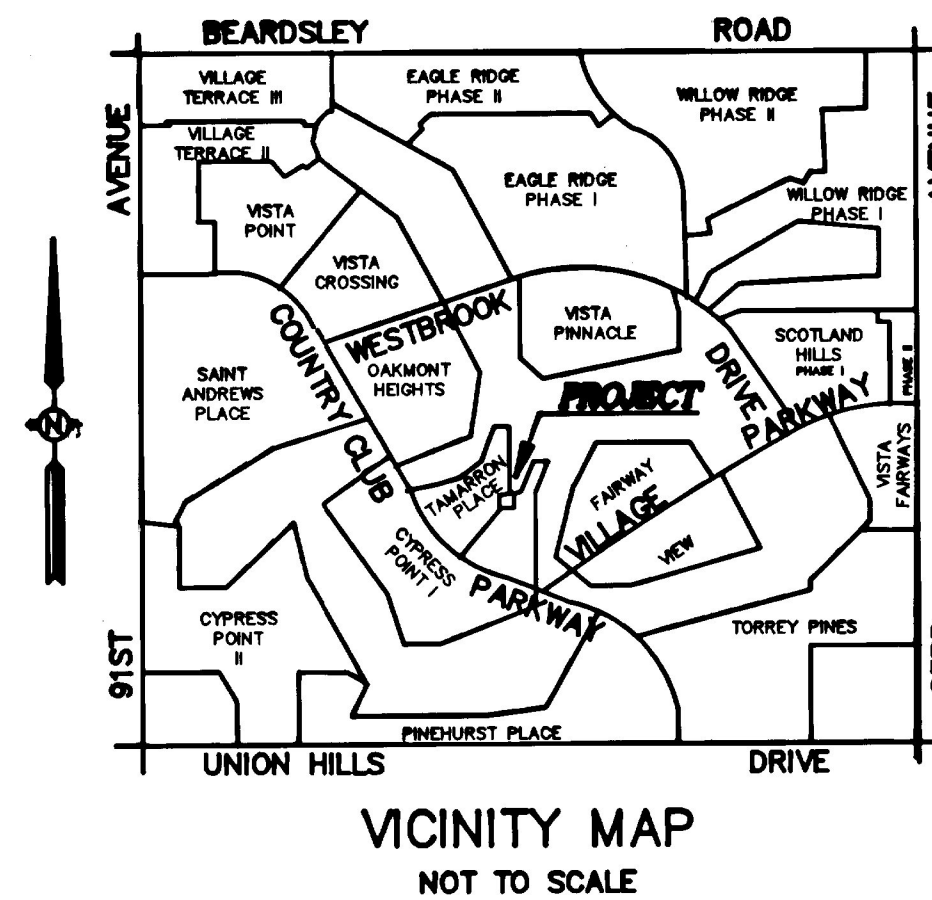 BEARDSLEY ROAD
VILLAGE
TERRACE III
EAGLE RIDGE
PHASE II
WILLOW RIDGE
PHASE II
AVENUE
VILLAGE
TERRACE II
EAGLE RIDGE
PHASE I
WILLOW RIDGE
PHASE I
VISTA
POINT
VISTA
CROSSING
COUNTRY CLUB PARKWAY
WESTBROOK DRIVE
VISTA
PINNACLE
SCOTLAND
HILLS
PHASE I
PHASE II
SAINT
ANDREWS
PLACE
OAKMONT
HEIGHTS
PROJECT
N
TAMARRON
PLACE
FAIRWAY
VIEW
VILLAGE PARKWAY
VISTA
FAIRWAYS
CYPRESS
POINT I
CYPRESS
POINT
II
TORREY PINES
91ST
PINEHURST PLACE
UNION HILLS DRIVE
VICINITY MAP
NOT TO SCALE